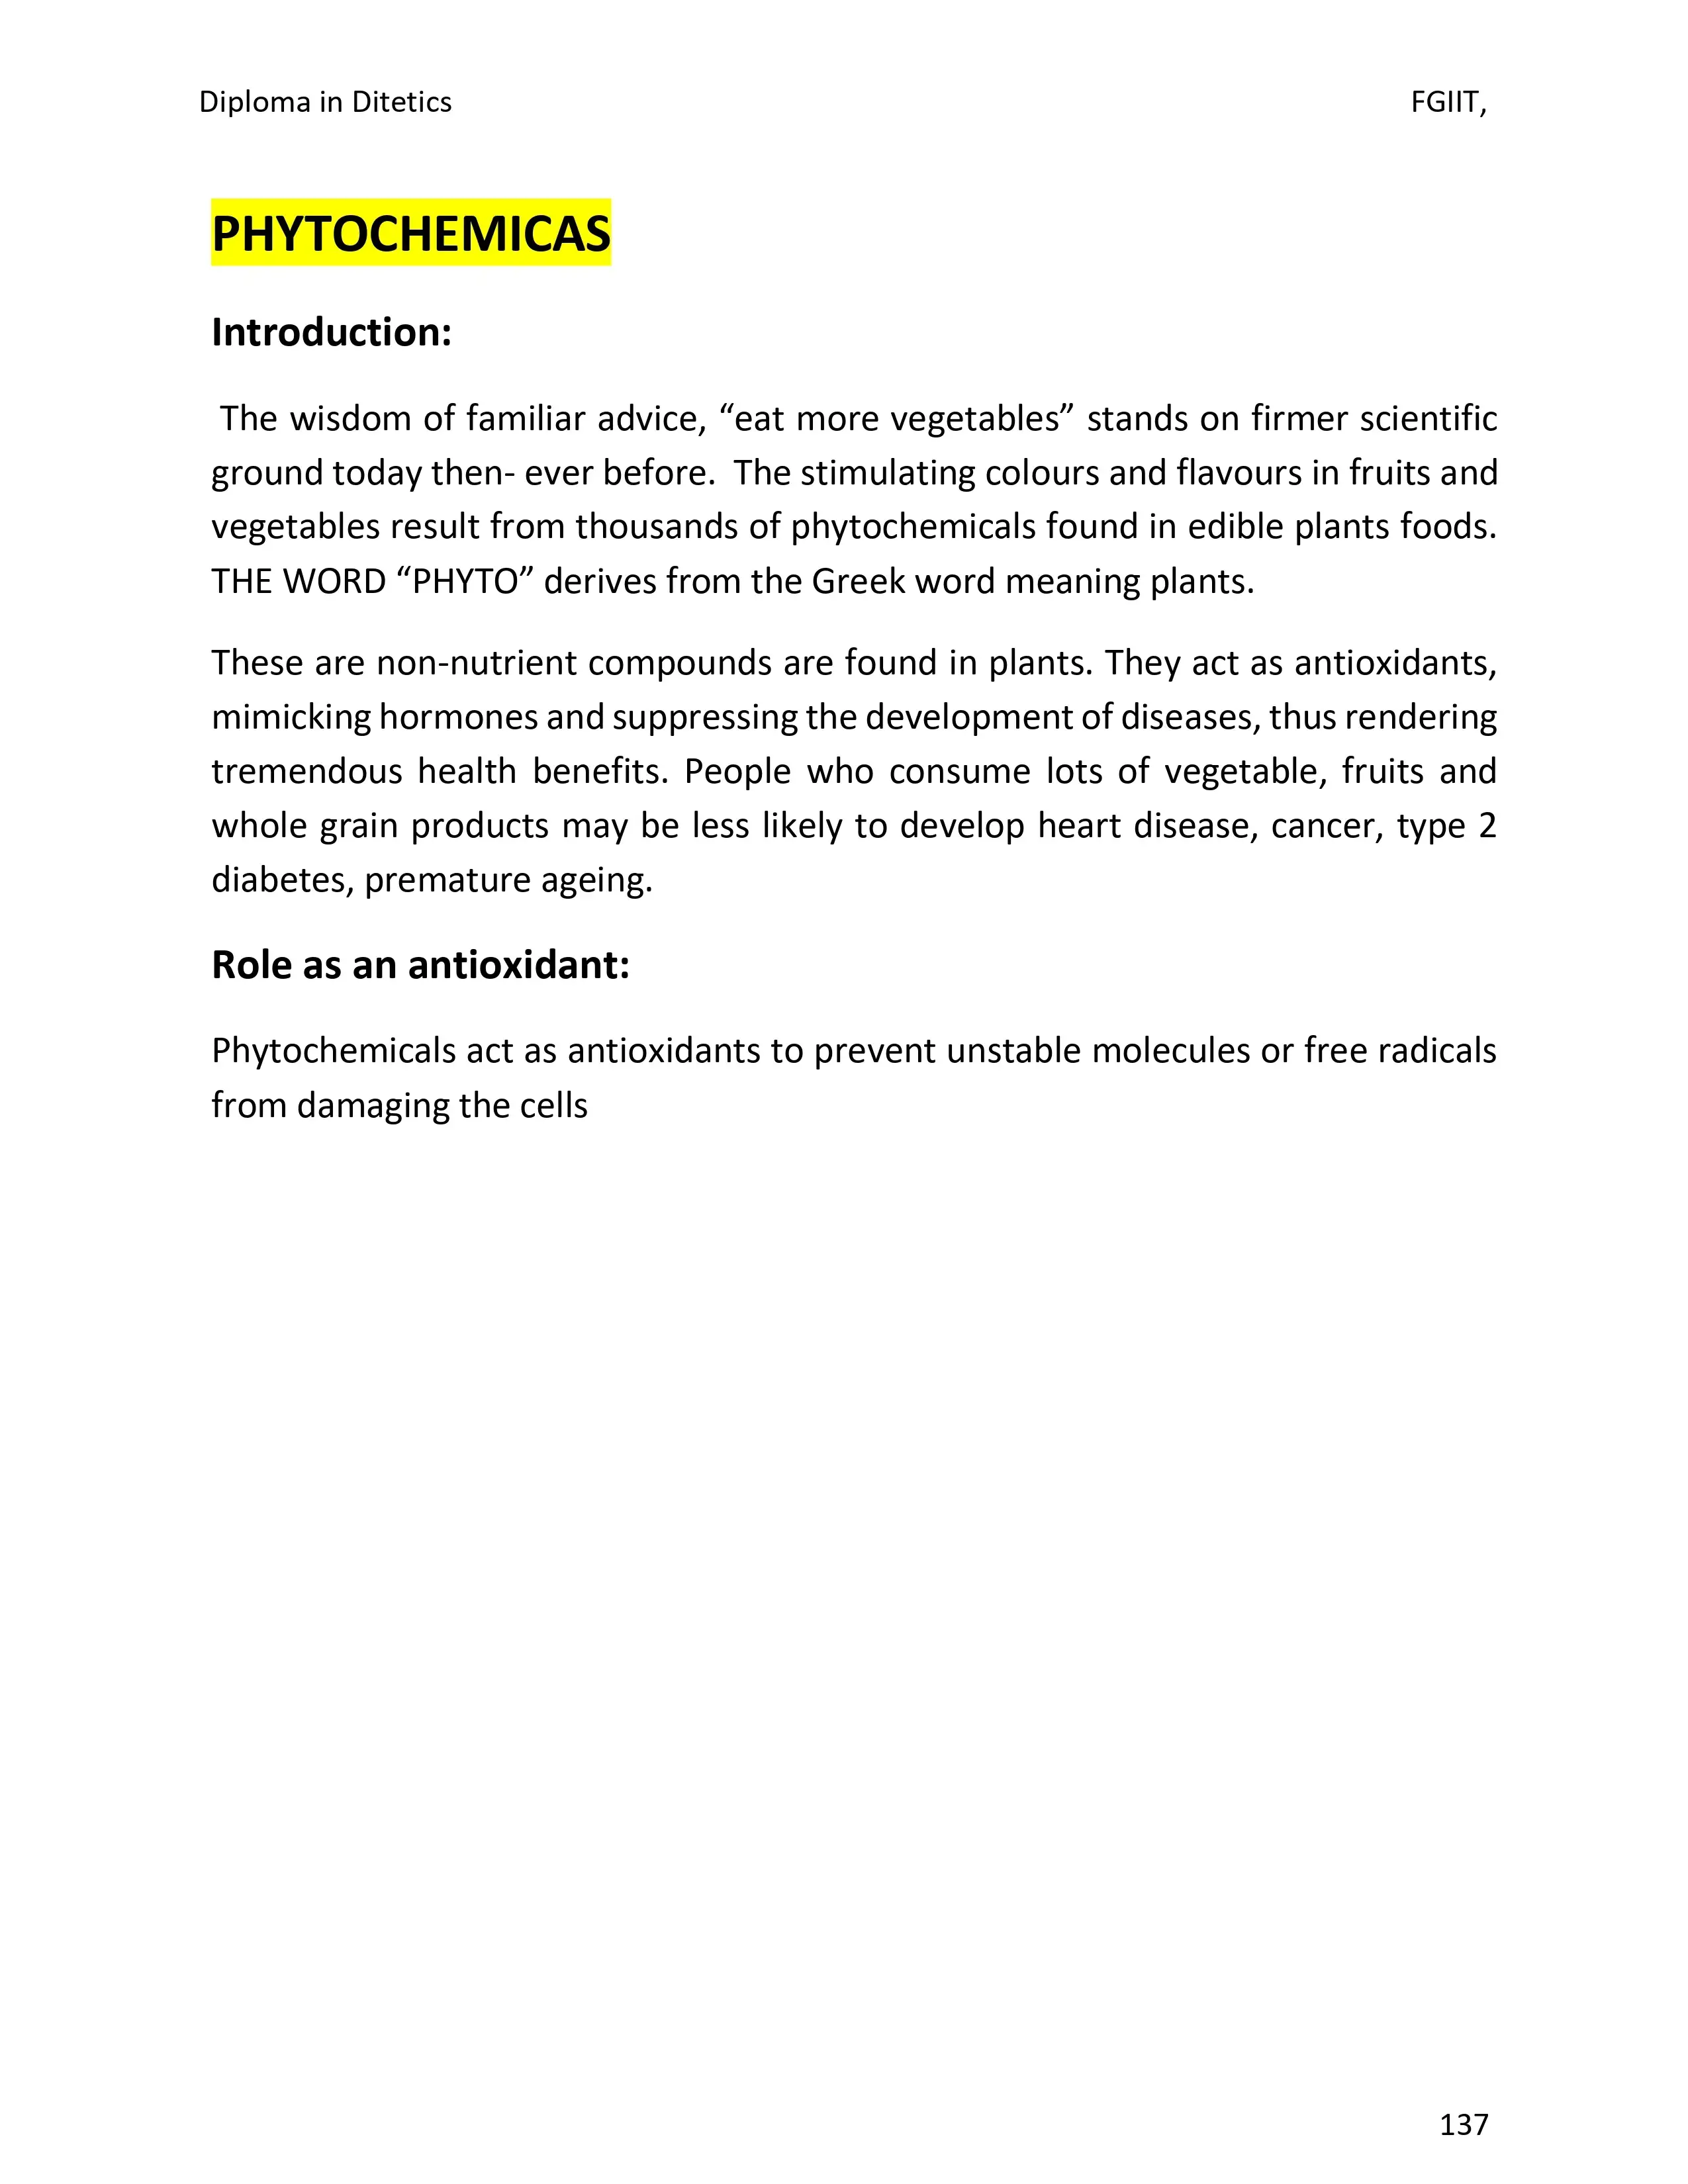 Diploma in Ditetics FGIIT,
PHYTOCHEMICAS
Introduction:
The wisdom of familiar advice, “eat more vegetables” stands on firmer scientific
ground today then- ever before. The stimulating colours and flavours in fruits and
vegetables result from thousands of phytochemicals found in edible plants foods.
THE WORD “PHYTO” derives from the Greek word meaning plants.
These are non-nutrient compounds are found in plants. They act as antioxidants,
mimicking hormones and suppressing the development of diseases, thus rendering
tremendous health benefits. People who consume lots of vegetable, fruits and
whole grain products may be less likely to develop heart disease, cancer, type 2
diabetes, premature ageing.
Role as an antioxidant:
Phytochemicals act as antioxidants to prevent unstable molecules or free radicals
from damaging the cells
137